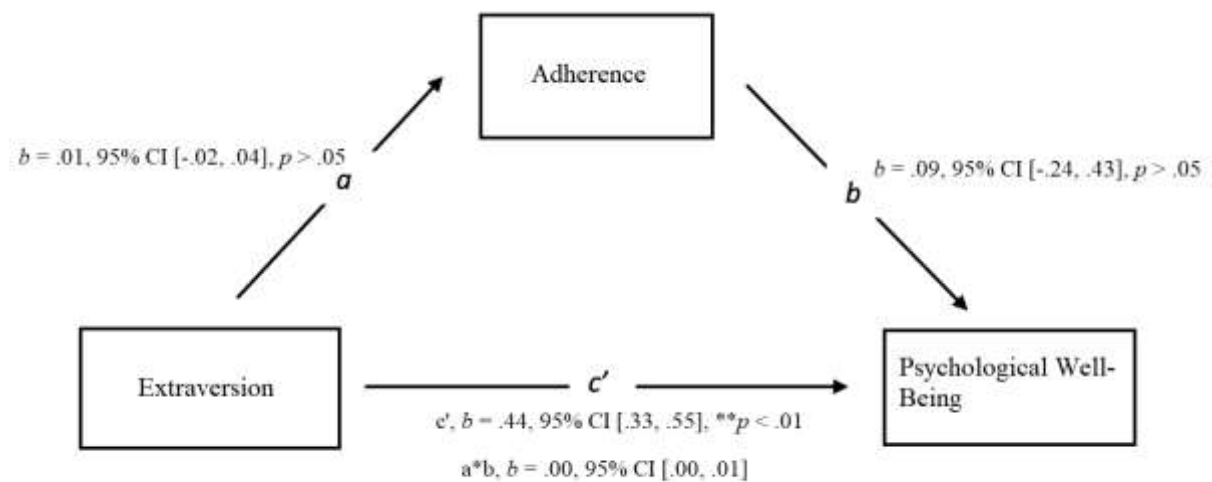 Adherence
b = .01, 95% CI [-.02, .04], p > .05
a
b = .09, 95% CI [-.24, .43], p > .05
b
Extraversion
c'
Psychological Well-
Being
c', b = .44, 95% CI [.33, .55], **p < .01
a*b, b = .00, 95% CI [.00, .01]